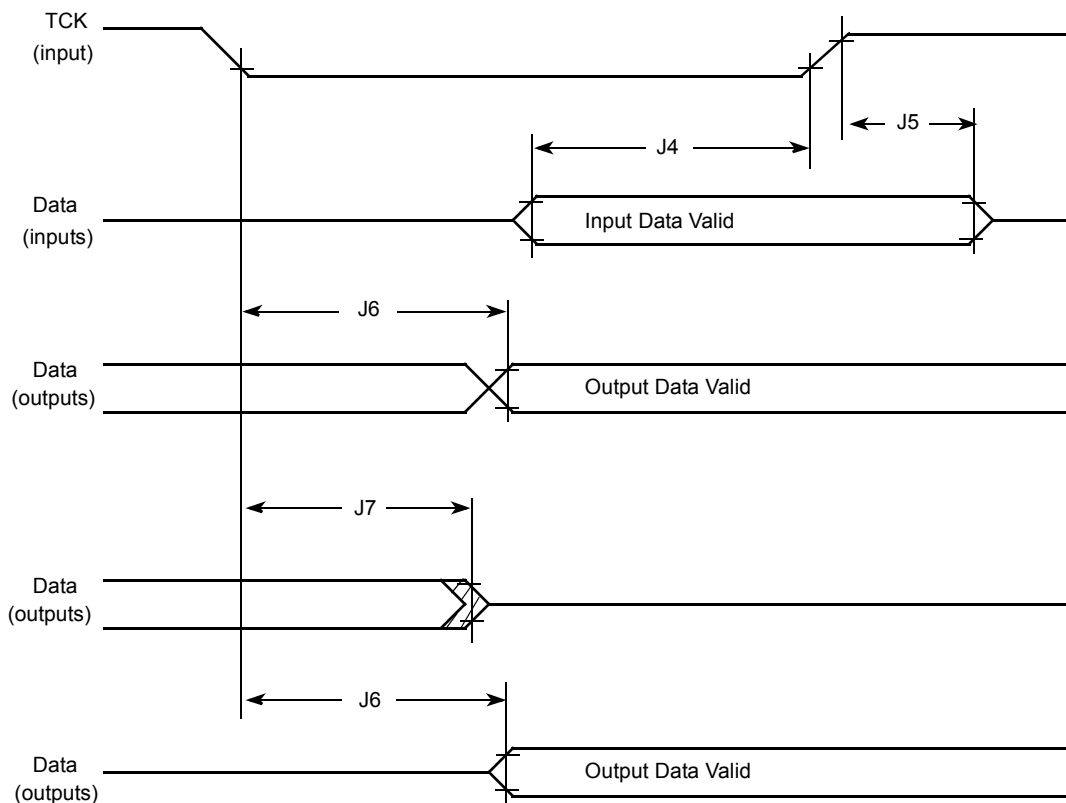 TCK
(input)
J5
J4
Data
(inputs)
Input Data Valid
J6
Data
(outputs)
Output Data Valid
J7
Data
(outputs)
J6
Data
(outputs)
Output Data Valid